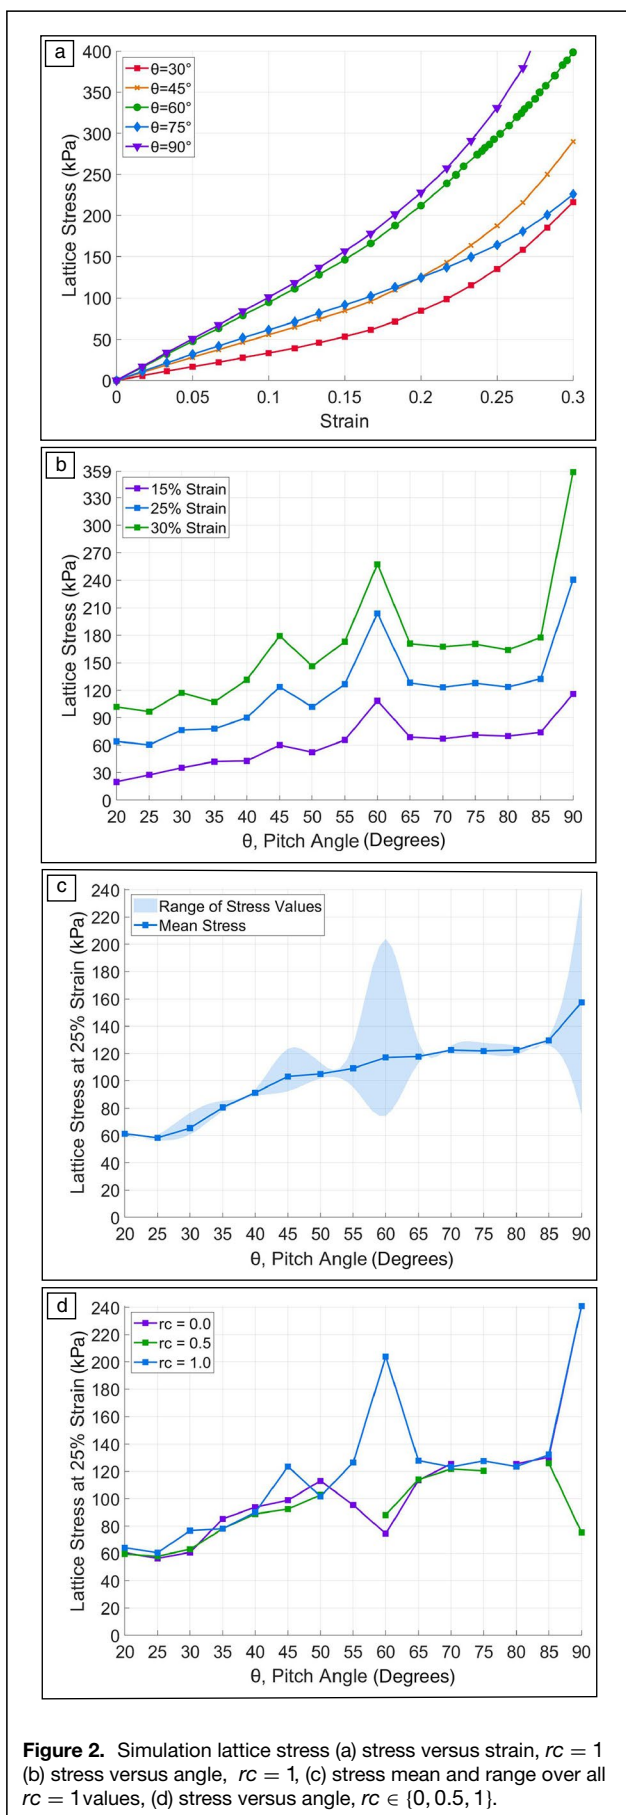 a
400
350
300
250
200
150
100
50
0
Lattice Stress (kPa)
θ=30°
θ=45°
θ=60°
θ=75°
θ=90°
0 0.05 0.1 0.15 0.2 0.25 0.3
Strain
b
359
330
300
270
240
210
180
150
120
90
60
30
0
Lattice Stress (kPa)
15% Strain
25% Strain
30% Strain
20 25 30 35 40 45 50 55 60 65 70 75 80 85 90
θ, Pitch Angle (Degrees)
c
240
220
200
180
160
140
120
100
80
60
40
20
0
Lattice Stress at 25% Strain (kPa)
Range of Stress Values
Mean Stress
20 25 30 35 40 45 50 55 60 65 70 75 80 85 90
θ, Pitch Angle (Degrees)
d
240
220
200
180
160
140
120
100
80
60
40
20
0
Lattice Stress at 25% Strain (kPa)
rc = 0.0
rc = 0.5
rc = 1.0
20 25 30 35 40 45 50 55 60 65 70 75 80 85 90
θ, Pitch Angle (Degrees)
Figure 2. Simulation lattice stress (a) stress versus strain, rc = 1
(b) stress versus angle, rc = 1, (c) stress mean and range over all
rc = 1 values, (d) stress versus angle, rc ∈ {0, 0.5, 1}.